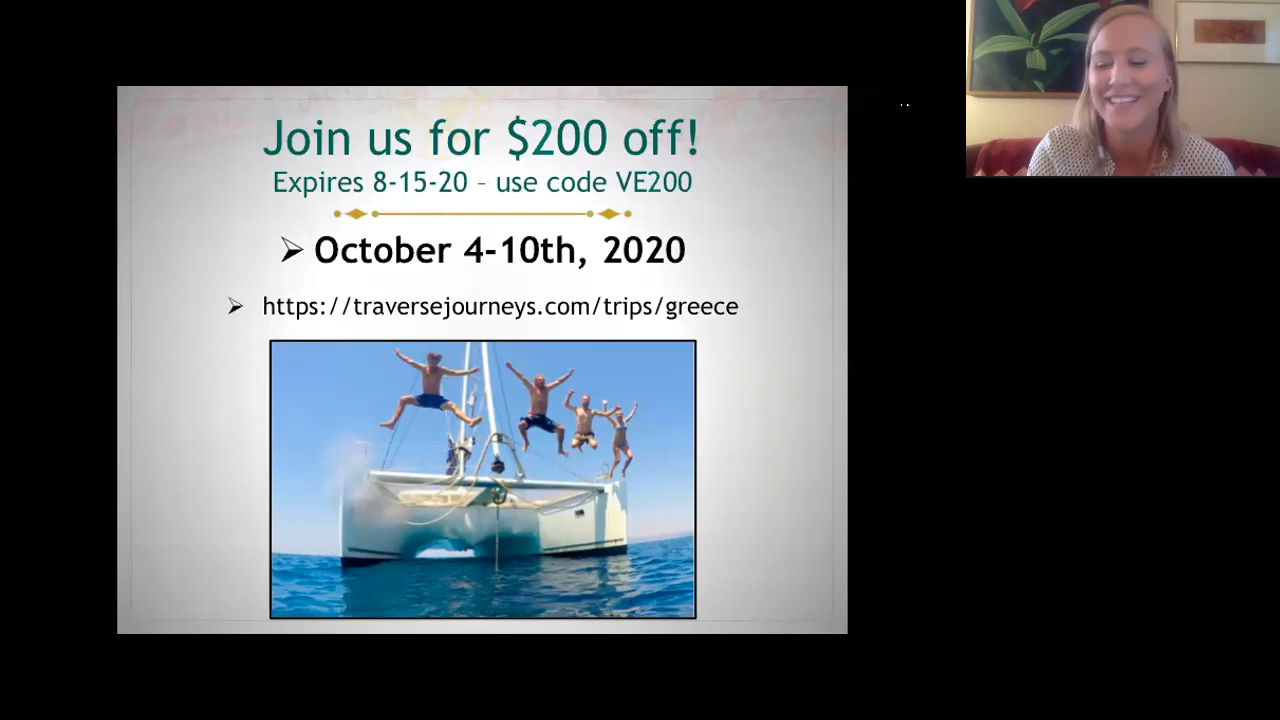 Join us for $200 off!
Expires 8-15-20 – use code VE200
October 4-10th, 2020
https://traversejourneys.com/trips/greece